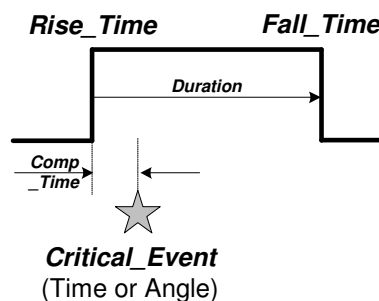 Rise_Time Fall_Time
Duration
Comp
_Time
Critical_Event
(Time or Angle)